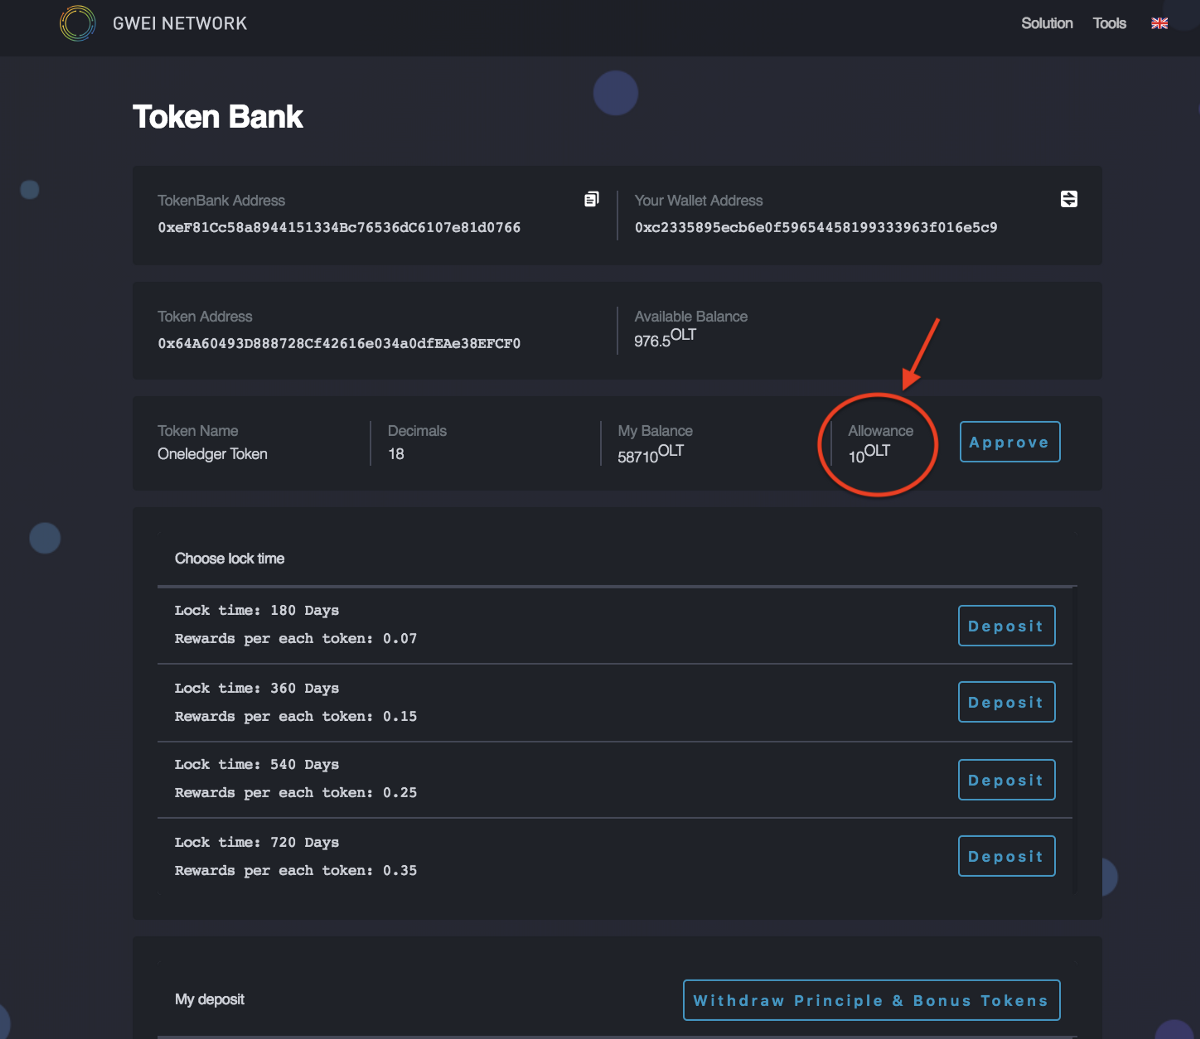 GWEI NETWORK
Solution Tools
Token Bank
TokenBank Address
0xeF81Cc58a8944151334Bc76536dC6107e81d0766
Your Wallet Address
0xc2335895ecb6e0f59654458199333963f016e5c9
Token Address
0x64A60493D888728Cf42616e034a0dfEAe38EFCF0
Available Balance
976.5OLT
Token Name
Oneledger Token
Decimals
18
My Balance
58710OLT
Allowance
10OLT
Approve
Choose lock time
Lock time: 180 Days
Rewards per each token: 0.07
Deposit
Lock time: 360 Days
Rewards per each token: 0.15
Deposit
Lock time: 540 Days
Rewards per each token: 0.25
Deposit
Lock time: 720 Days
Rewards per each token: 0.35
Deposit
My deposit
Withdraw Principle & Bonus Tokens